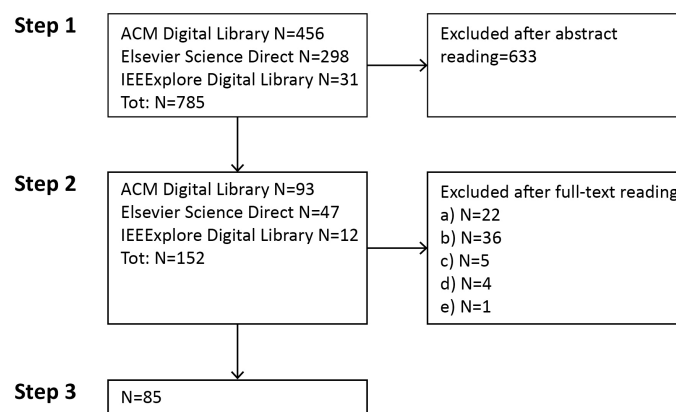 Step 1
ACM Digital Library N=456
Elsevier Science Direct N=298
IEEExplore Digital Library N=31
Tot: N=785
Excluded after abstract
reading=633
Step 2
ACM Digital Library N=93
Elsevier Science Direct N=47
IEEExplore Digital Library N=12
Tot: N=152
Excluded after full-text reading
a) N=22
b) N=36
c) N=5
d) N=4
e) N=1
Step 3
N=85